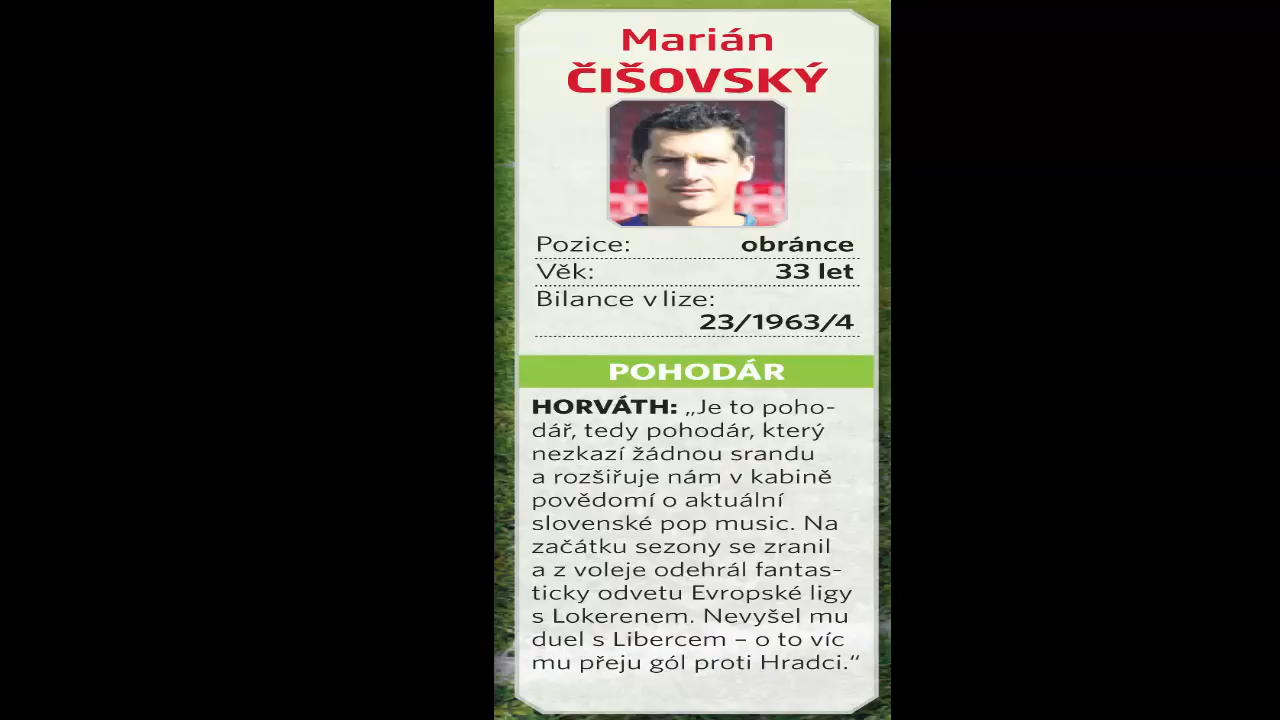 Marián
ČIŠOVSKÝ
Pozice: obránce
Věk: 33 let
Bilance v lize:
23/1963/4
POHODÁR
HORVÁTH: „Je to poho-
dář, tedy pohodár, který
nezkazí žádnou srandu
a rozšiřuje nám v kabině
povědomí o aktuální
slovenské pop music. Na
začátku sezony se zranil
a z voleje odehrál fantas-
ticky odvetu Evropské ligy
s Lokerenem. Nevyšel mu
duel s Libercem – o to víc
mu přeju gól proti Hradci.“